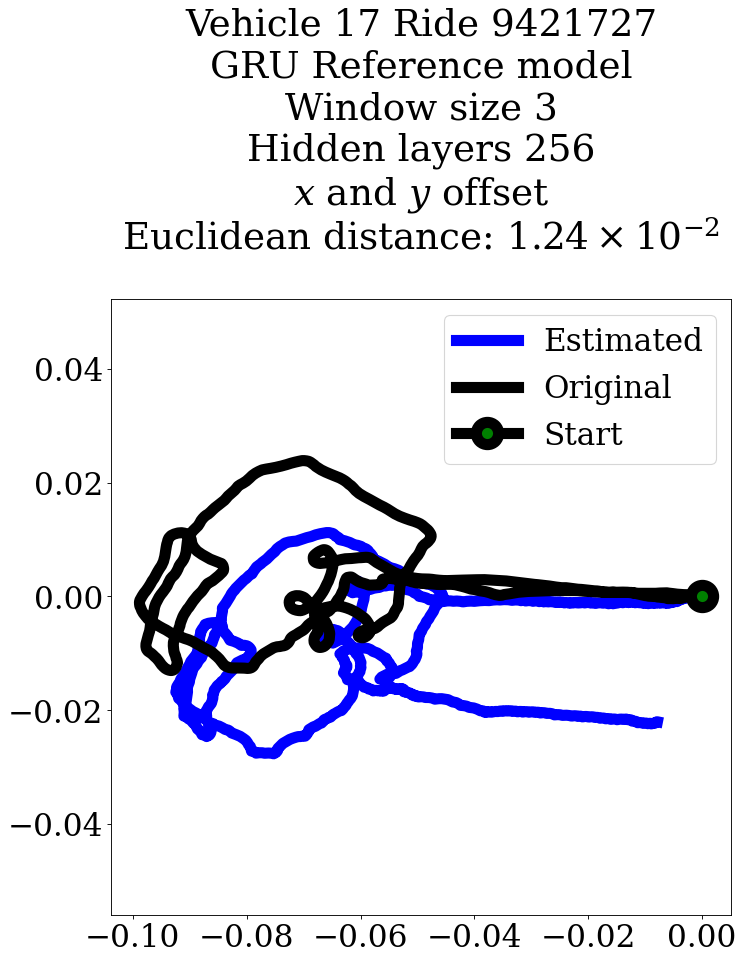 Vehicle 17 Ride 9421727
GRU Reference model
Window size 3
Hidden layers 256
x and y offset
Euclidean distance: 1.24 × 10⁻²
Estimated
Original
Start
0.04
0.02
0.00
−0.02
−0.04
−0.10 −0.08 −0.06 −0.04 −0.02 0.00